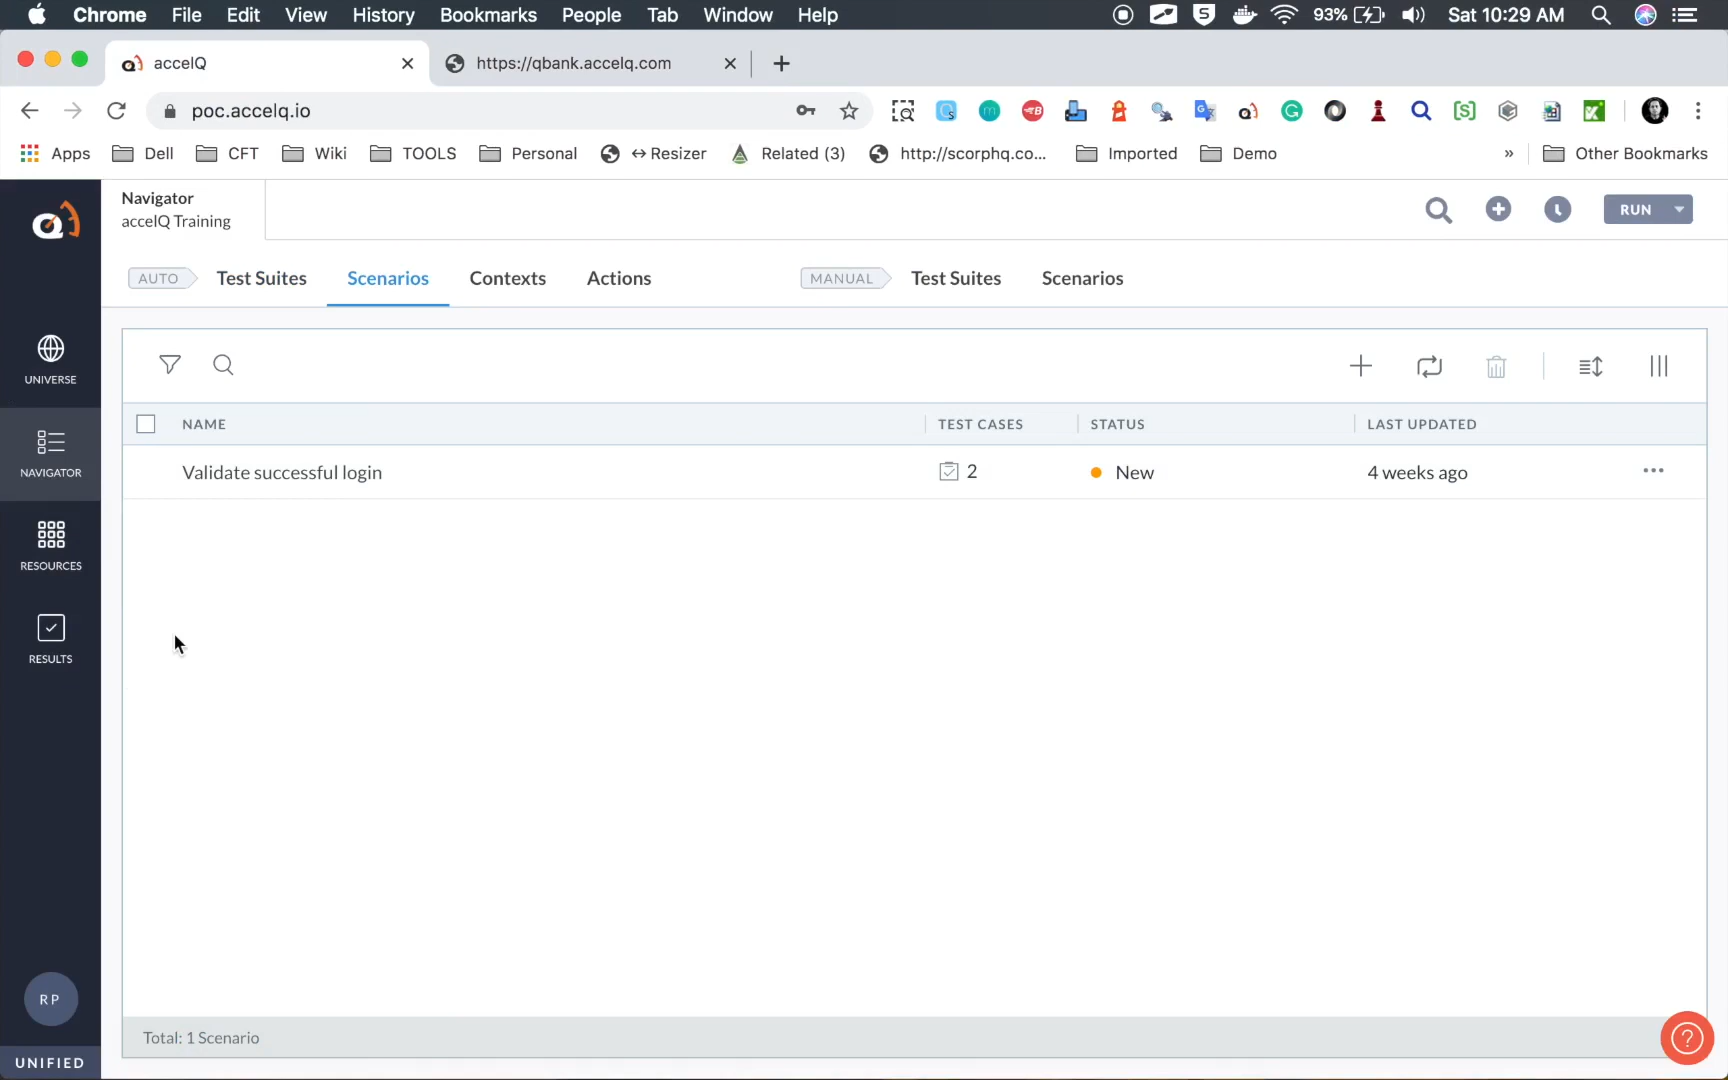 Chrome File Edit View History Bookmarks People Tab Window Help 93% Sat 10:29 AM
accelQ https://qbank.accelq.com
poc.accelq.io
Apps Dell CFT Wiki TOOLS Personal ↔Resizer Related (3) http://scorphq.co... Imported Demo » Other Bookmarks
Navigator
accelQ Training
RUN
AUTO Test Suites Scenarios Contexts Actions MANUAL Test Suites Scenarios
UNIVERSE
NAVIGATOR
RESOURCES
RESULTS
NAME TEST CASES STATUS LAST UPDATED
Validate successful login 2 New 4 weeks ago
RP
Total: 1 Scenario
UNIFIED